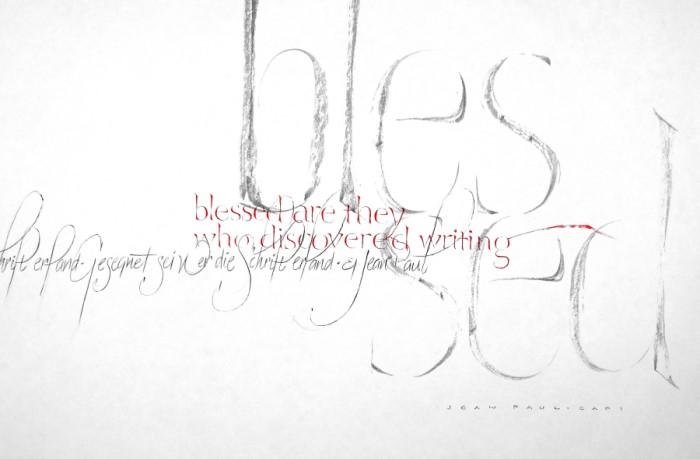 bles
blessed are they
who discovered writing
sed
hrift erfand · Gesegnet sei wer die Schrift erfand · Jean Paul
JEAN PAUL